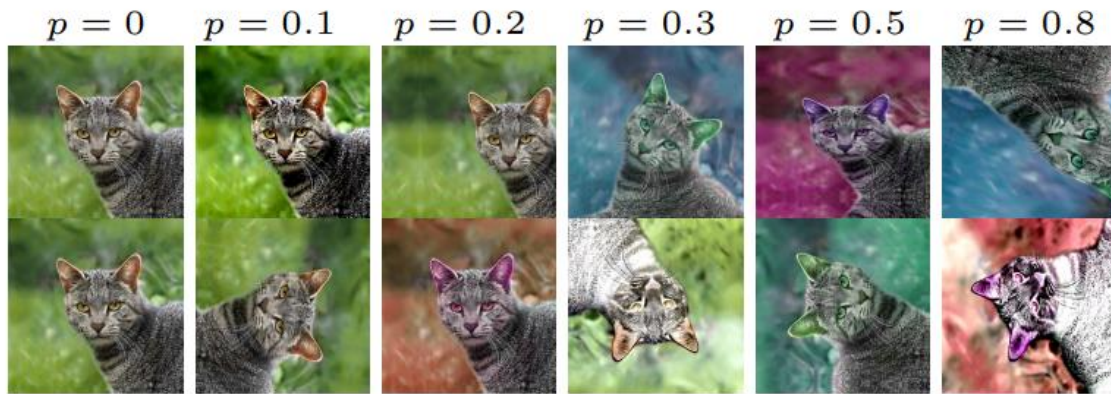 p = 0 p = 0.1 p = 0.2 p = 0.3 p = 0.5 p = 0.8